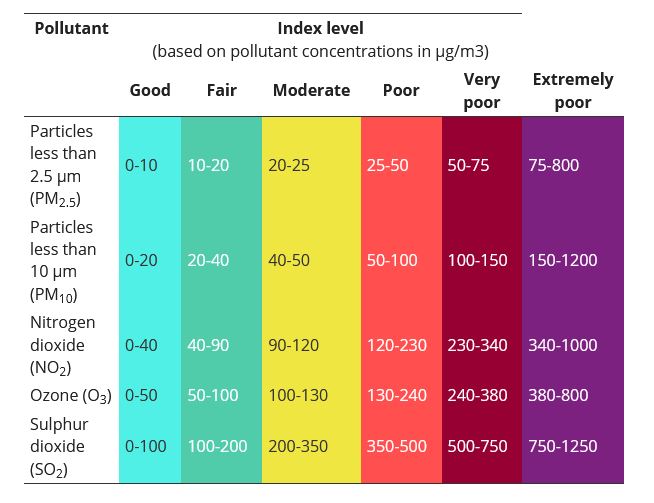 Pollutant Index level
(based on pollutant concentrations in µg/m3)
Good Fair Moderate Poor Very poor Extremely poor
Particles
less than
2.5 µm
(PM2.5)
0-10 10-20 20-25 25-50 50-75 75-800
Particles
less than
10 µm
(PM10)
0-20 20-40 40-50 50-100 100-150 150-1200
Nitrogen
dioxide
(NO2)
0-40 40-90 90-120 120-230 230-340 340-1000
Ozone (O3) 0-50 50-100 100-130 130-240 240-380 380-800
Sulphur
dioxide
(SO2)
0-100 100-200 200-350 350-500 500-750 750-1250